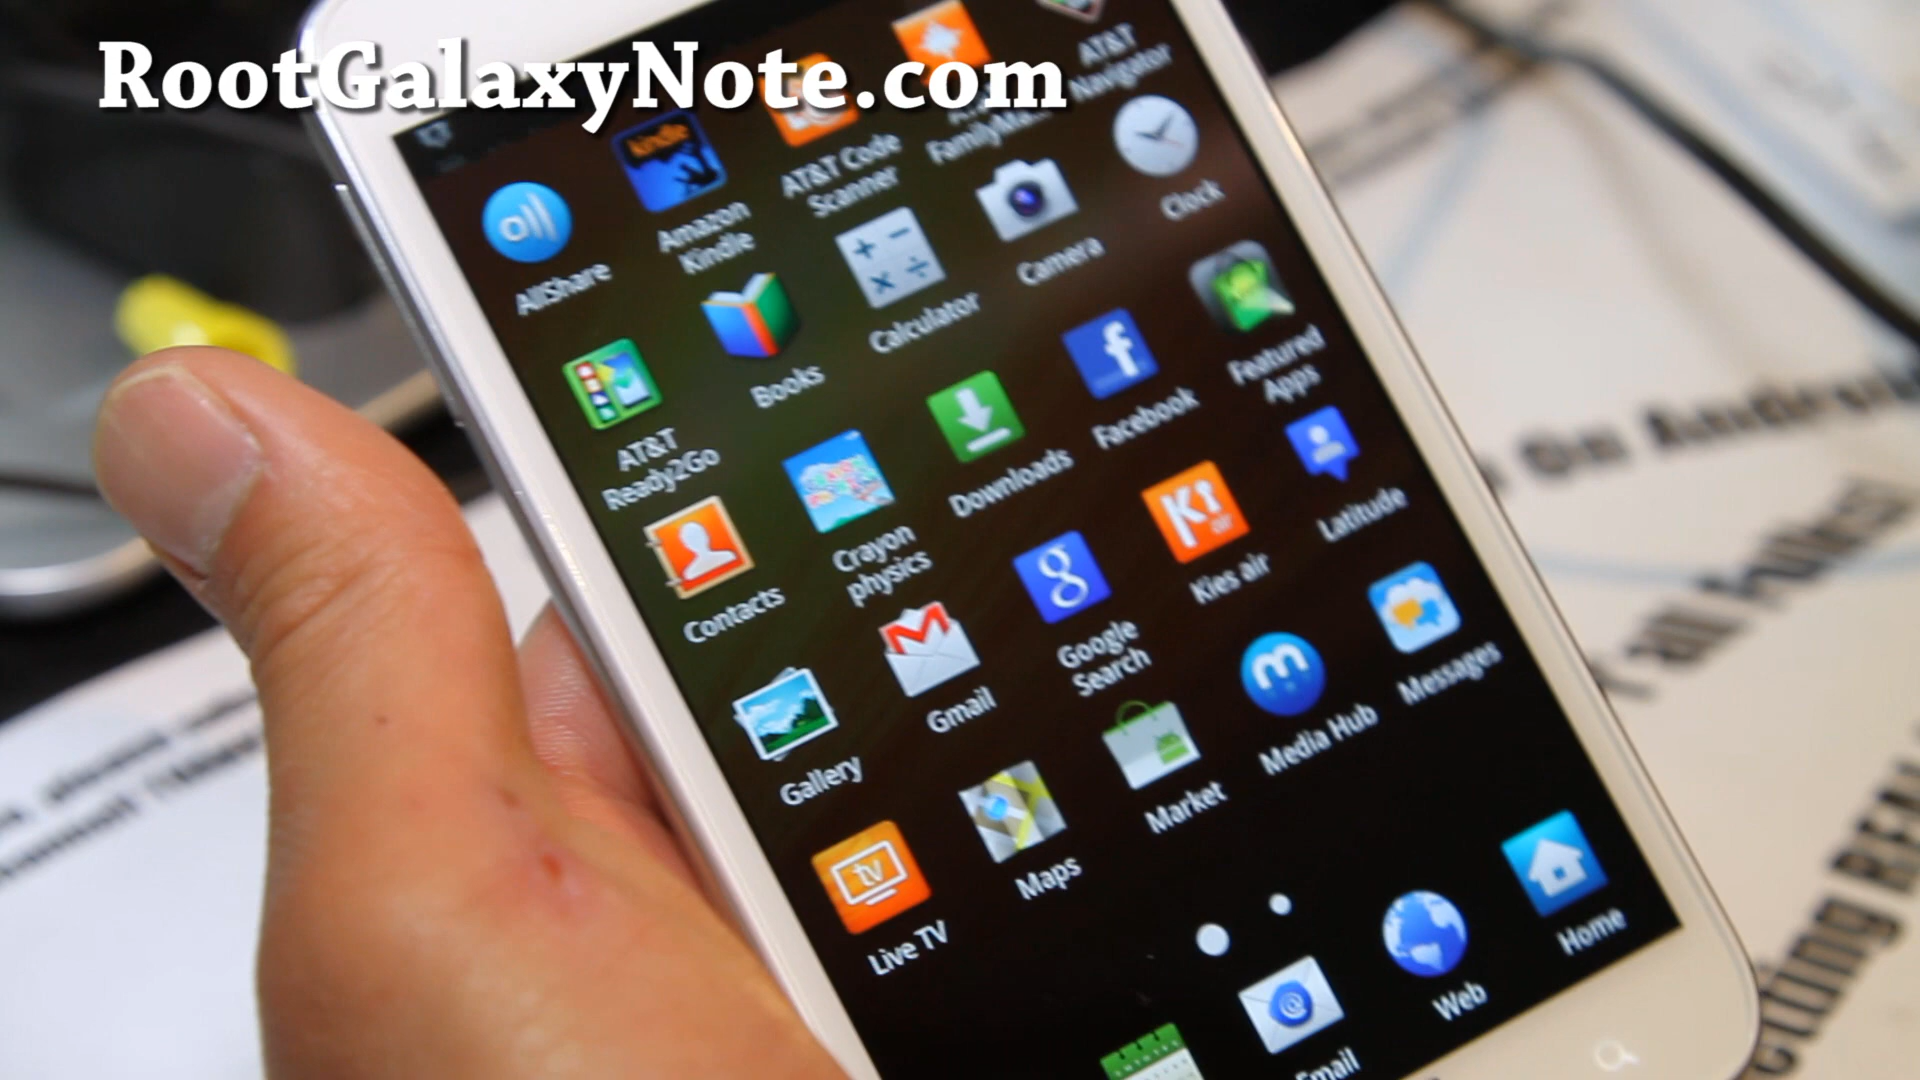 RootGalaxyNote.com
AT&T
Navigator
kindle
AT&T Code
Scanner
Clock
Amazon
Kindle
Camera
AllShare
Calculator
Featured
Apps
Books
Facebook
AT&T
Ready2Go
Downloads
Latitude
Crayon
physics
Kies air
Contacts
Google
Search
Messages
Gmail
Media Hub
Gallery
Market
tv
Maps
Live TV
Home
Web
Email